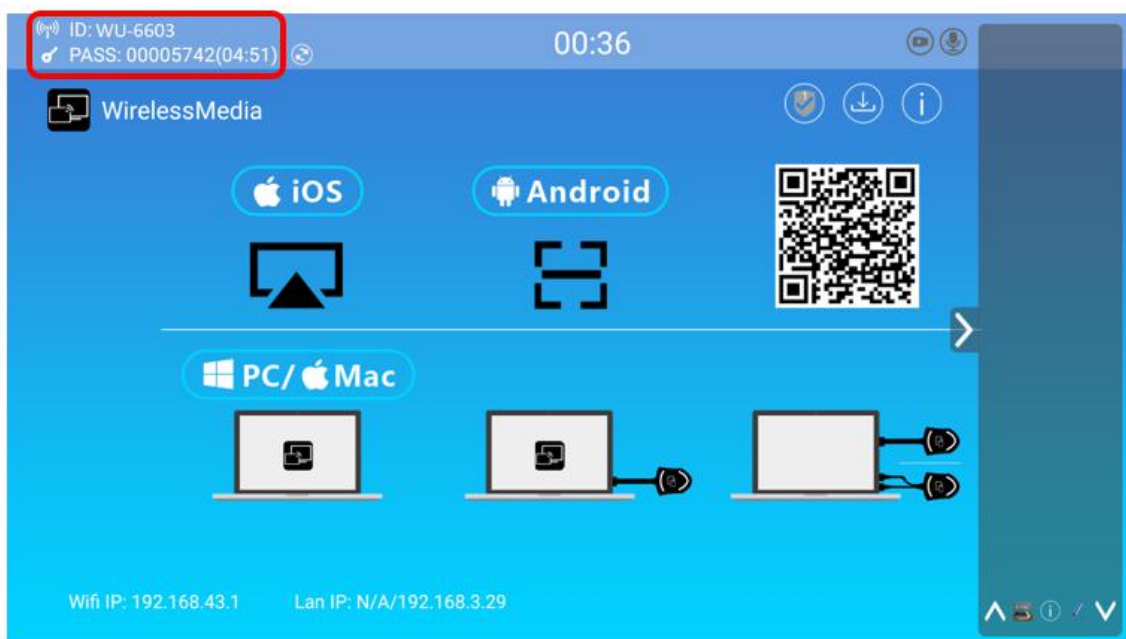 ID: WU-6603
PASS: 00005742(04:51)
00:36
WirelessMedia
iOS
Android
PC/ Mac
Wifi IP: 192.168.43.1
Lan IP: N/A/192.168.3.29